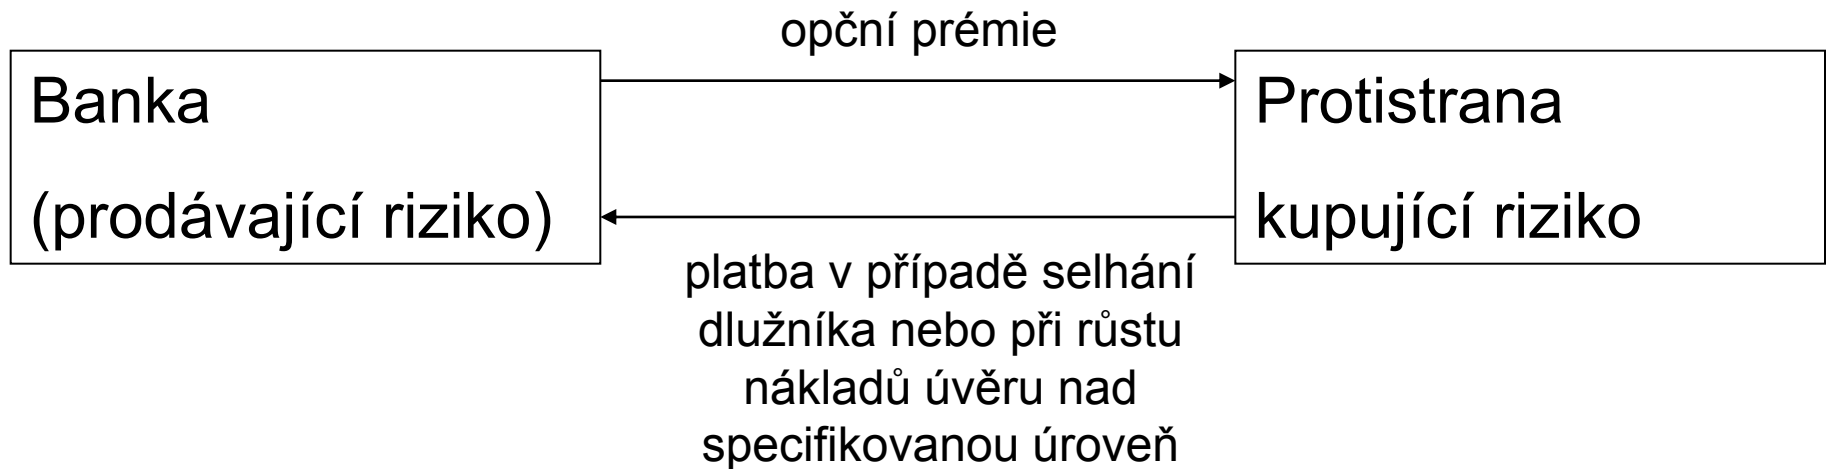 opční prémie
Banka
(prodávající riziko)
Protistrana
kupující riziko
platba v případě selhání
dlužníka nebo při růstu
nákladů úvěru nad
specifikovanou úroveň